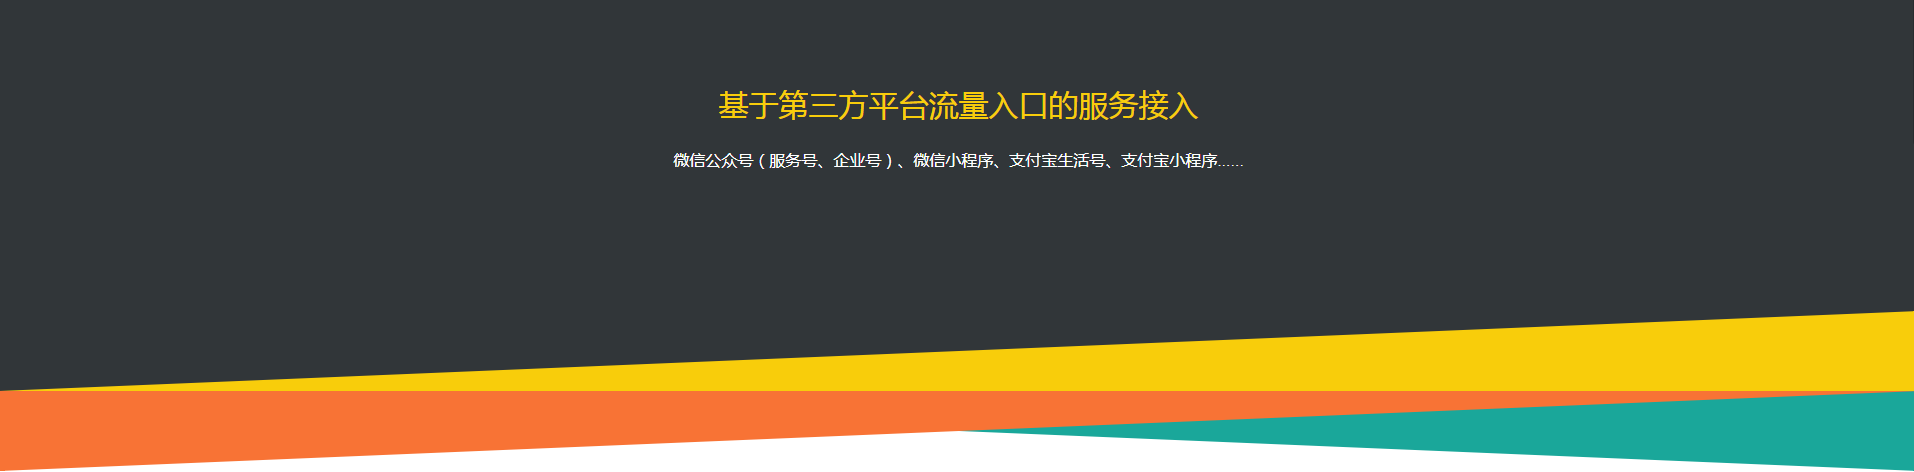 基于第三方平台流量入口的服务接入
微信公众号（服务号、企业号）、微信小程序、支付宝生活号、支付宝小程序......